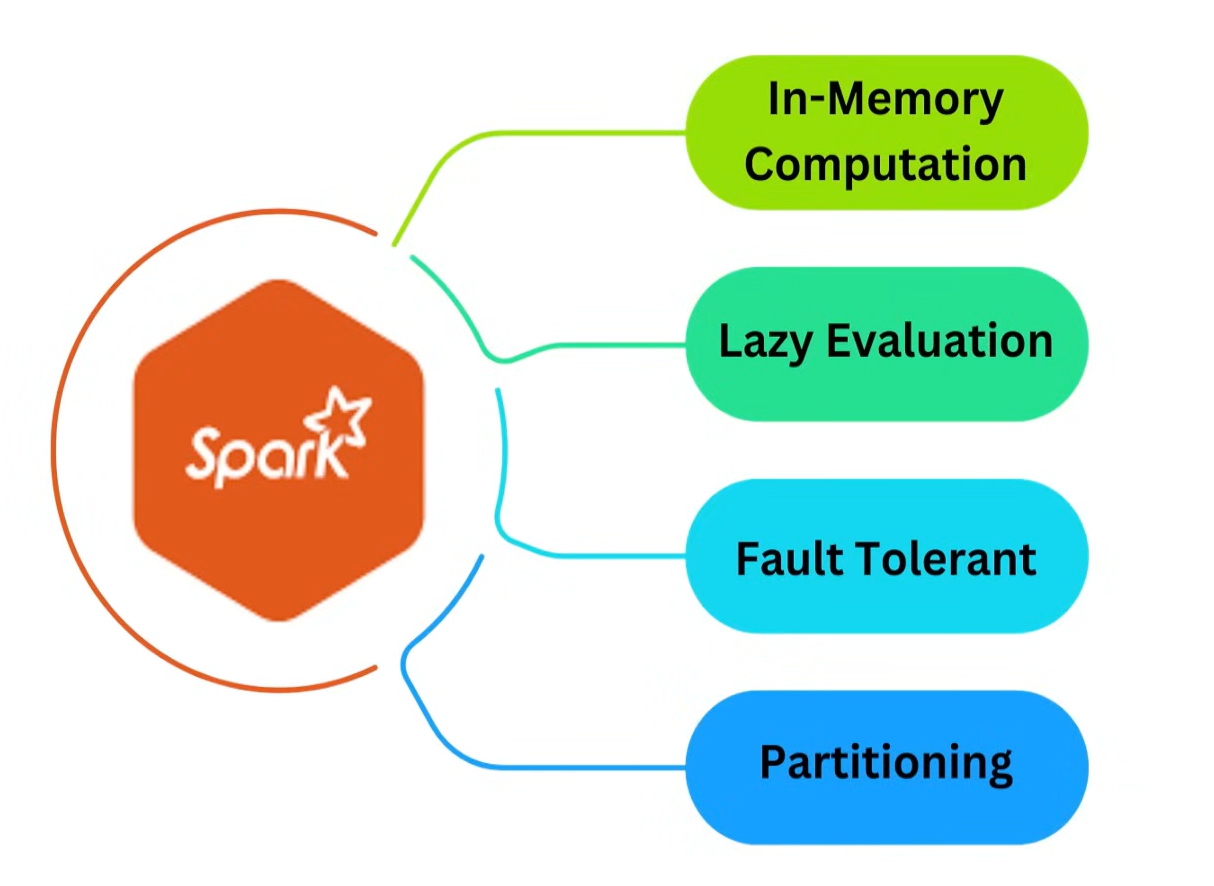 Spark
In-Memory
Computation
Lazy Evaluation
Fault Tolerant
Partitioning